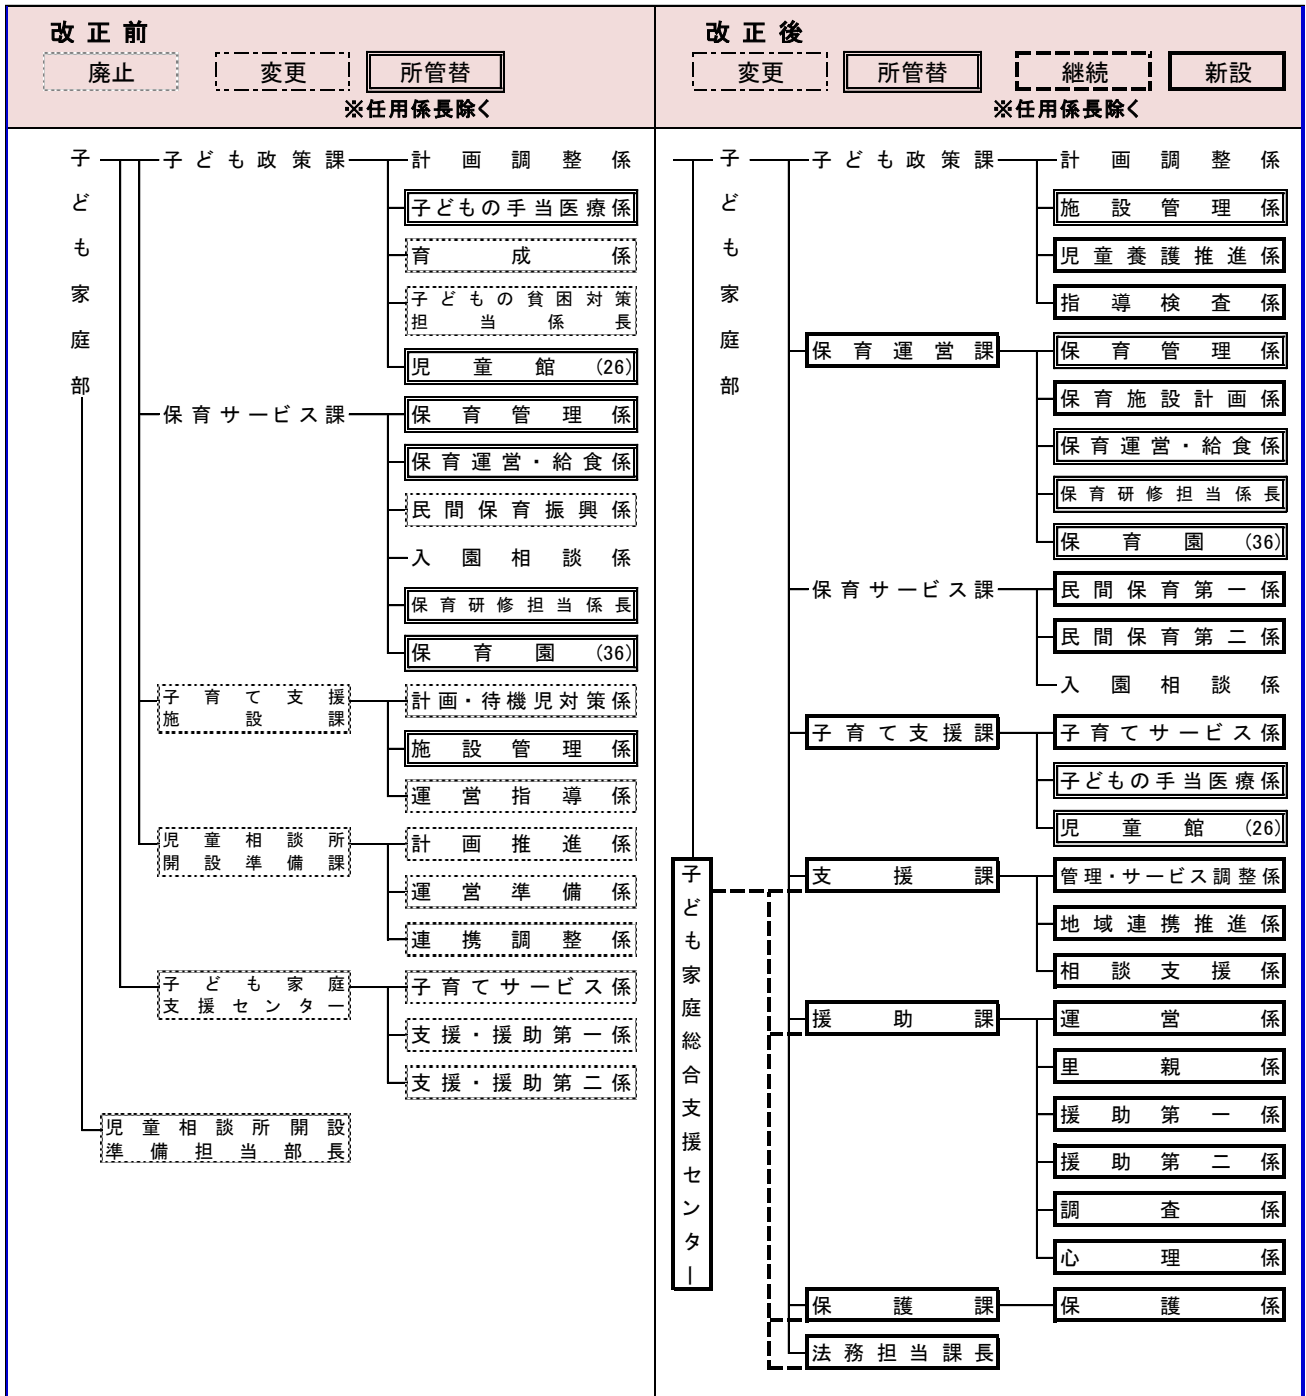 改正前
廃止 変更 所管替
※任用係長除く
子ども家庭部
子ども政策課
計画調整係
子どもの手当医療係
育成係
子どもの貧困対策
担当係長
児童館 (26)
保育サービス課
保育管理係
保育運営・給食係
民間保育振興係
入園相談係
保育研修担当係長
保育園 (36)
子育て支援
施設課
計画・待機児対策係
施設管理係
運営指導係
児童相談所
開設準備課
計画推進係
運営準備係
連携調整係
子ども家庭
支援センター
子育てサービス係
支援・援助第一係
支援・援助第二係
児童相談所開設
準備担当部長
改正後
変更 所管替 継続 新設
※任用係長除く
子ども家庭部
子ども政策課
計画調整係
施設管理係
児童養護推進係
指導検査係
保育運営課
保育管理係
保育施設計画係
保育運営・給食係
保育研修担当係長
保育園 (36)
保育サービス課
民間保育第一係
民間保育第二係
入園相談係
子育て支援課
子育てサービス係
子どもの手当医療係
児童館 (26)
子ども家庭総合支援センター
支援課
管理・サービス調整係
地域連携推進係
相談支援係
援助課
運営係
里親係
援助第一係
援助第二係
調査係
心理係
保護課
保護係
法務担当課長